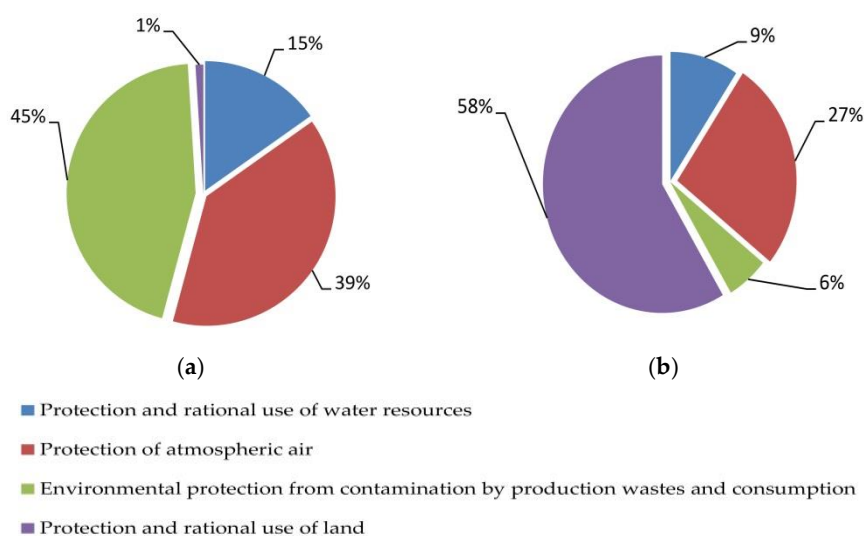 1%
15%
45%
39%
9%
58%
27%
6%
(a)
(b)
Protection and rational use of water resources
Protection of atmospheric air
Environmental protection from contamination by production wastes and consumption
Protection and rational use of land